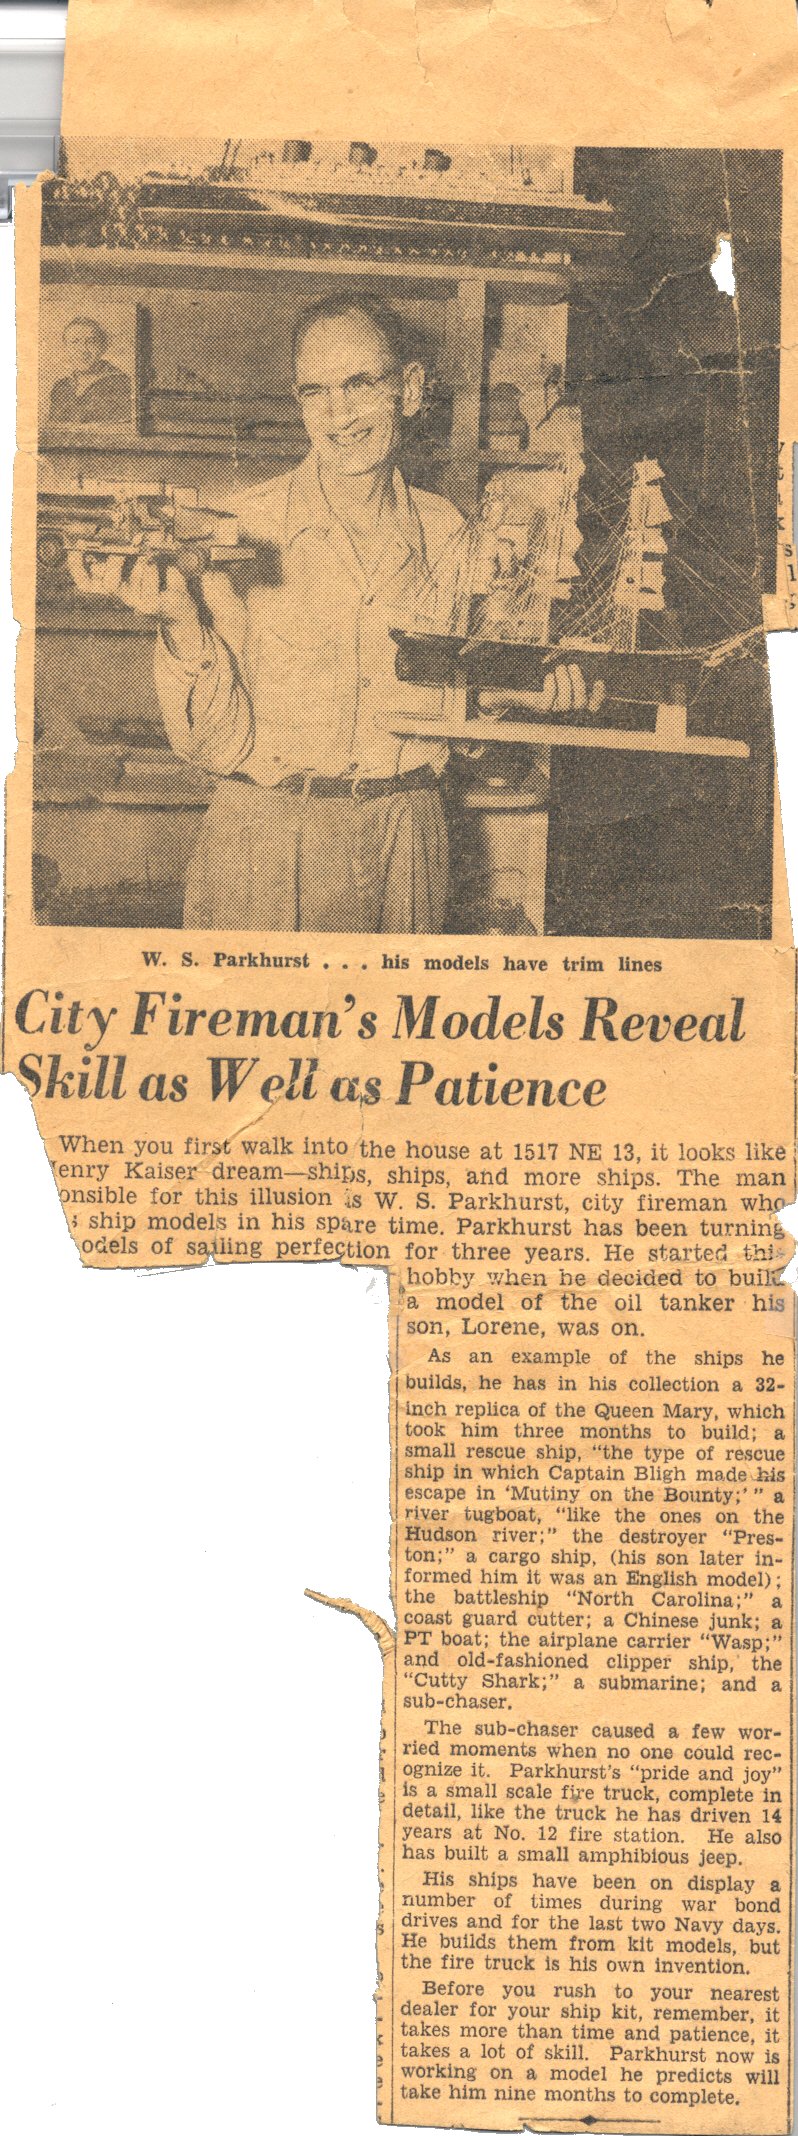 W. S. Parkhurst . . . his models have trim lines
City Fireman's Models Reveal
Skill as Well as Patience
When you first walk into the house at 1517 NE 13, it looks like
enry Kaiser dream—ships, ships, and more ships. The man
onsible for this illusion is W. S. Parkhurst, city fireman who
s ship models in his spare time. Parkhurst has been turning
odels of sailing perfection for three years. He started this
hobby when he decided to build
a model of the oil tanker his
son, Lorene, was on.
As an example of the ships he
builds, he has in his collection a 32-
inch replica of the Queen Mary, which
took him three months to build; a
small rescue ship, "the type of rescue
ship in which Captain Bligh made his
escape in 'Mutiny on the Bounty;' " a
river tugboat, "like the ones on the
Hudson river;" the destroyer "Pres-
ton;" a cargo ship, (his son later in-
formed him it was an English model);
the battleship "North Carolina;" a
coast guard cutter; a Chinese junk; a
PT boat; the airplane carrier "Wasp;"
and old-fashioned clipper ship, the
"Cutty Shark;" a submarine; and a
sub-chaser.
The sub-chaser caused a few wor-
ried moments when no one could rec-
ognize it. Parkhurst's "pride and joy"
is a small scale fire truck, complete in
detail, like the truck he has driven 14
years at No. 12 fire station. He also
has built a small amphibious jeep.
His ships have been on display a
number of times during war bond
drives and for the last two Navy days.
He builds them from kit models, but
the fire truck is his own invention.
Before you rush to your nearest
dealer for your ship kit, remember, it
takes more than time and patience, it
takes a lot of skill. Parkhurst now is
working on a model he predicts will
take him nine months to complete.